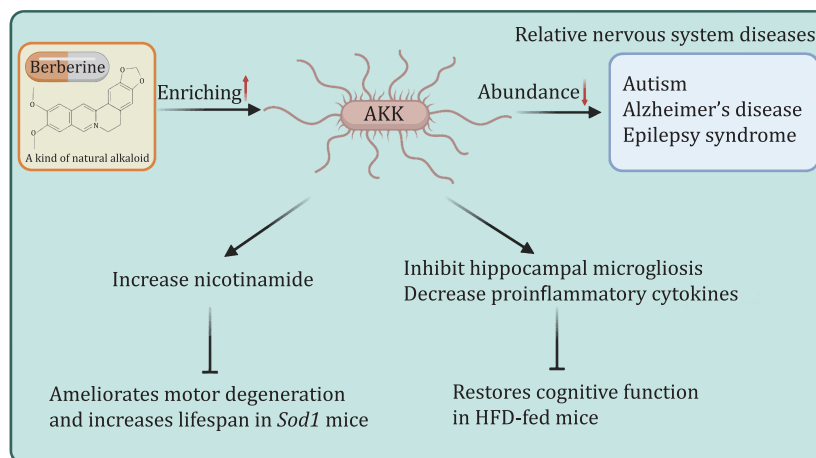 Relative nervous system diseases
Berberine
O
O
O
O
N
A kind of natural alkaloid
Enriching
AKK
Abundance
Autism
Alzheimer's disease
Epilepsy syndrome
Increase nicotinamide
Inhibit hippocampal microgliosis
Decrease proinflammatory cytokines
Ameliorates motor degeneration
and increases lifespan in Sod1 mice
Restores cognitive function
in HFD-fed mice